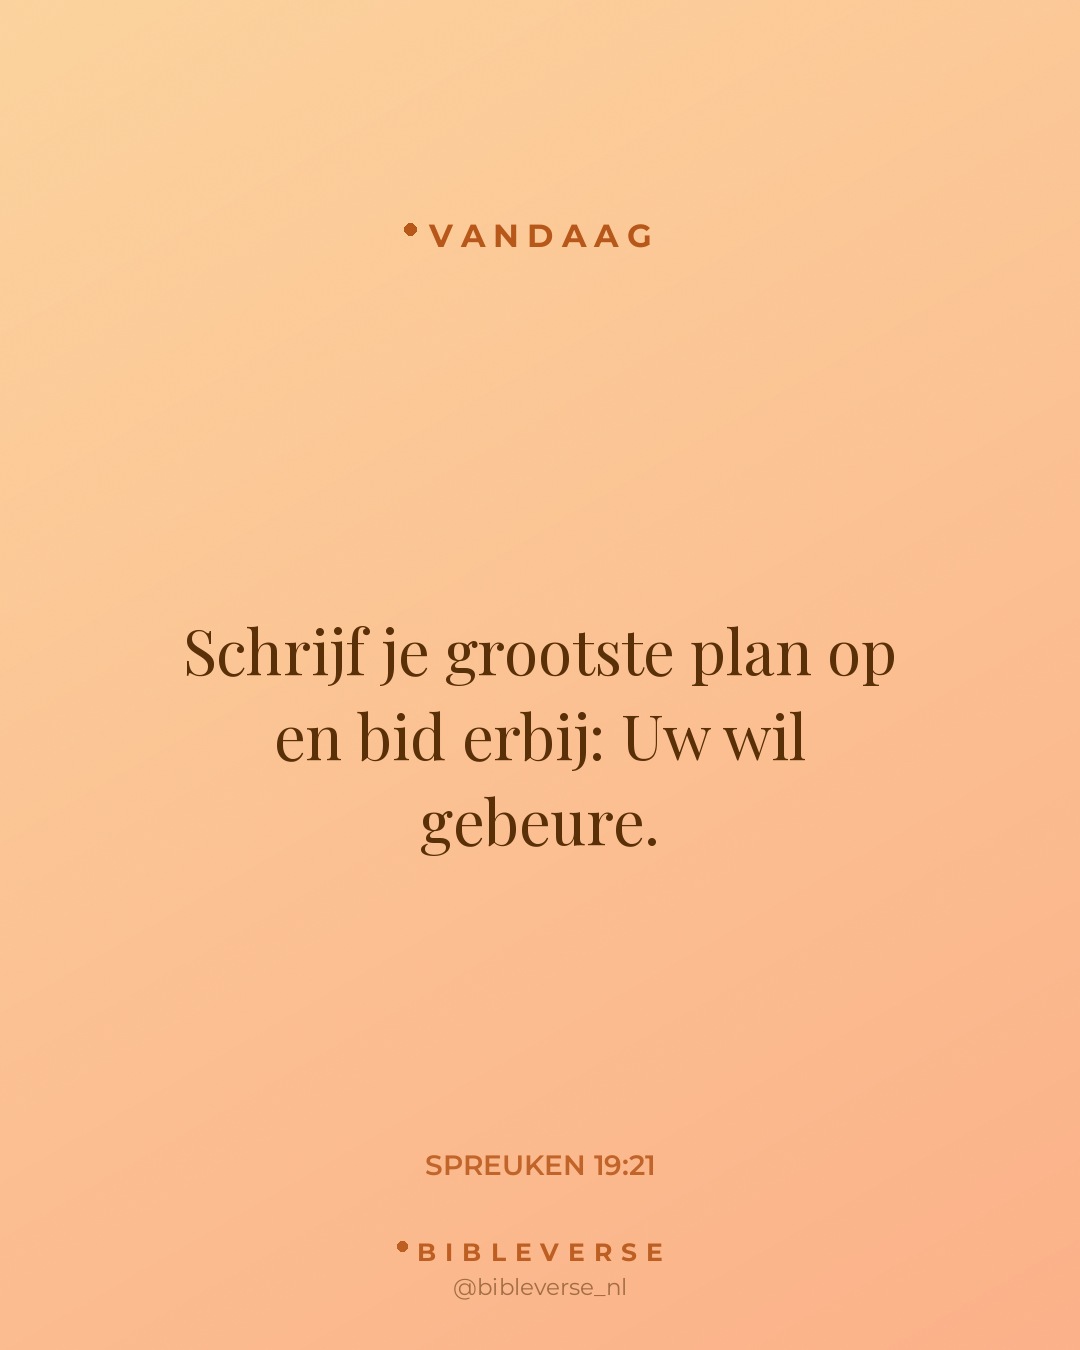 VANDAAG
Schrijf je grootste plan op
en bid erbij: Uw wil
gebeure.
SPREUKEN 19:21
BIBLEVERSE
@bibleverse_nl